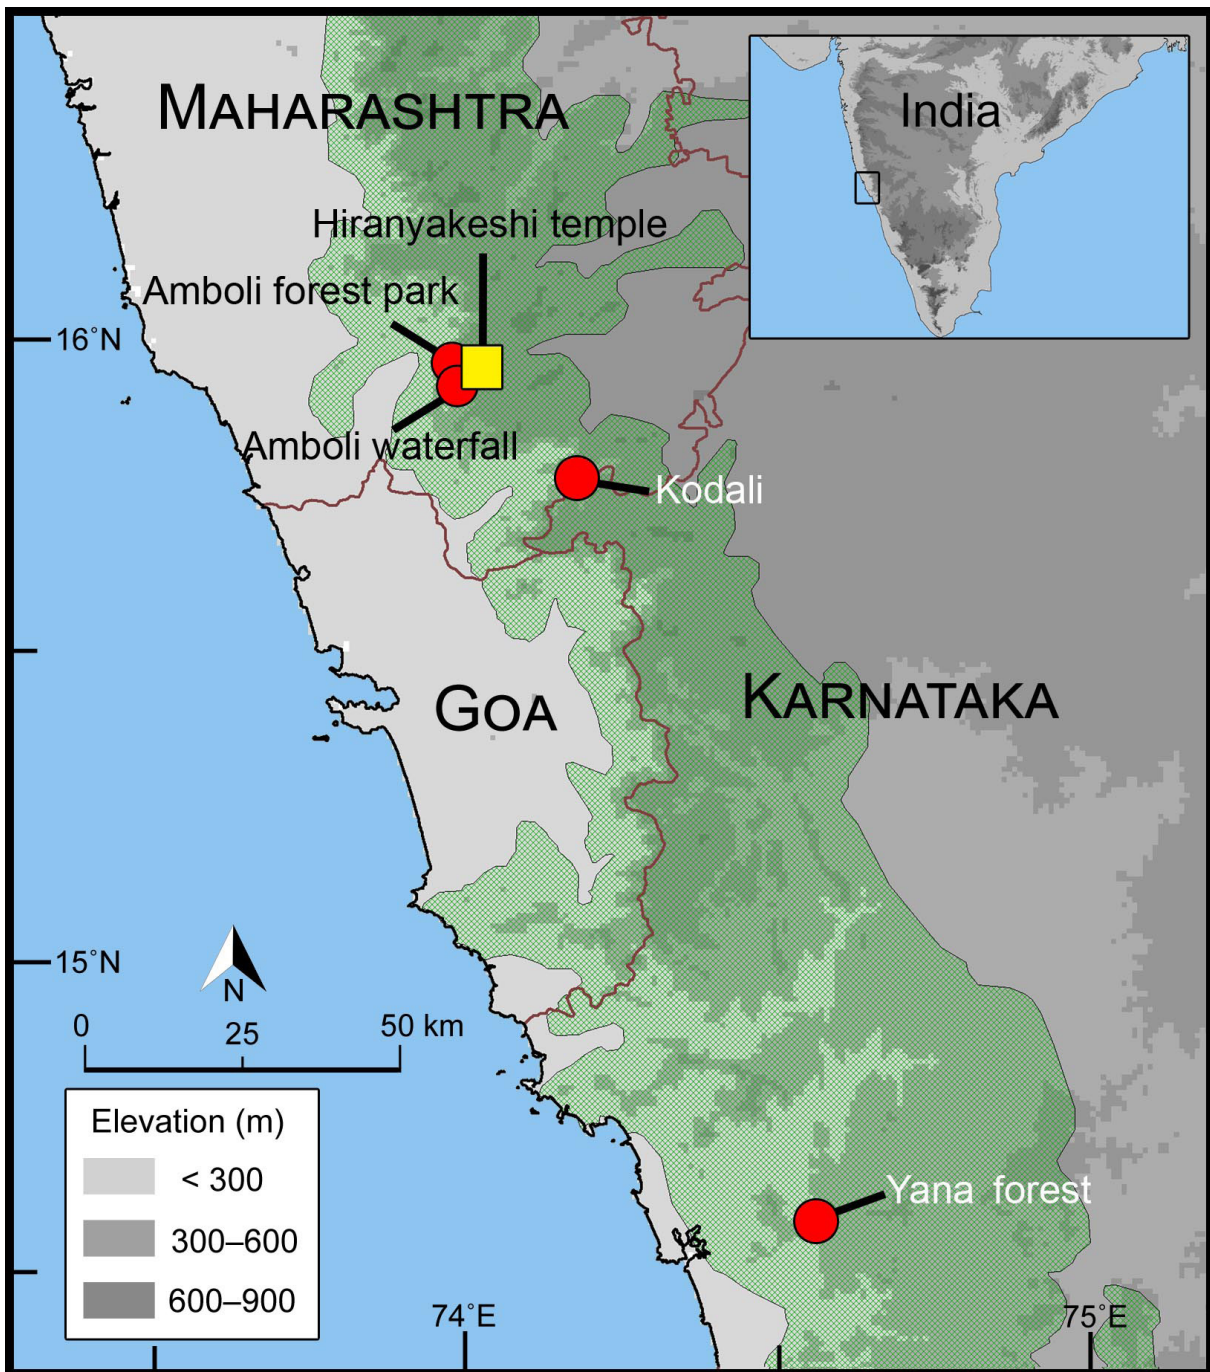 MAHARASHTRA
India
Hiranyakeshi temple
Amboli forest park
16°N
Amboli waterfall
Kodali
GOA
KARNATAKA
15°N
N
0 25 50 km
Elevation (m)
< 300
300–600
600–900
Yana forest
74°E
75°E